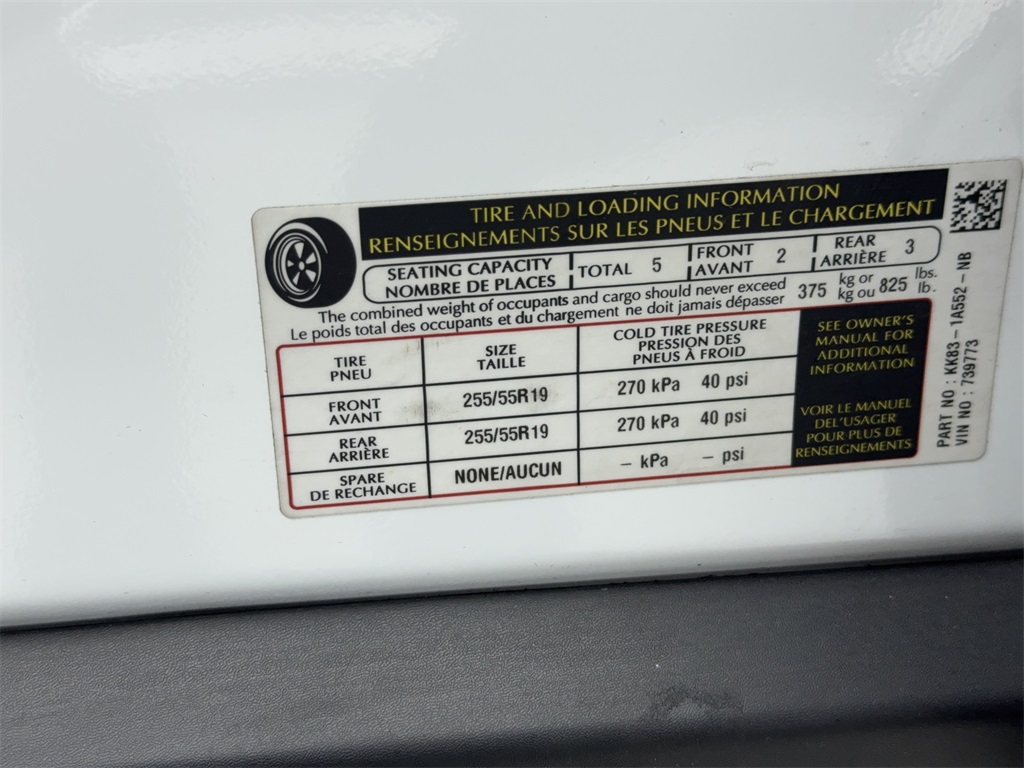 TIRE AND LOADING INFORMATION
RENSEIGNEMENTS SUR LES PNEUS ET LE CHARGEMENT
SEATING CAPACITY
NOMBRE DE PLACES
TOTAL 5
FRONT
AVANT
2
REAR
ARRIÈRE
3
The combined weight of occupants and cargo should never exceed
Le poids total des occupants et du chargement ne doit jamais dépasser
375 kg or
kg ou
825 lbs.
lb.
TIRE
PNEU
SIZE
TAILLE
COLD TIRE PRESSURE
PRESSION DES
PNEUS À FROID
FRONT
AVANT
255/55R19
270 kPa 40 psi
REAR
ARRIÈRE
255/55R19
270 kPa 40 psi
SPARE
DE RECHANGE
NONE/AUCUN
– kPa – psi
SEE OWNER'S
MANUAL FOR
ADDITIONAL
INFORMATION
VOIR LE MANUEL
DEL'USAGER
POUR PLUS DE
RENSEIGNEMENTS
PART NO : KK83-1A552-NB
VIN NO : 739773